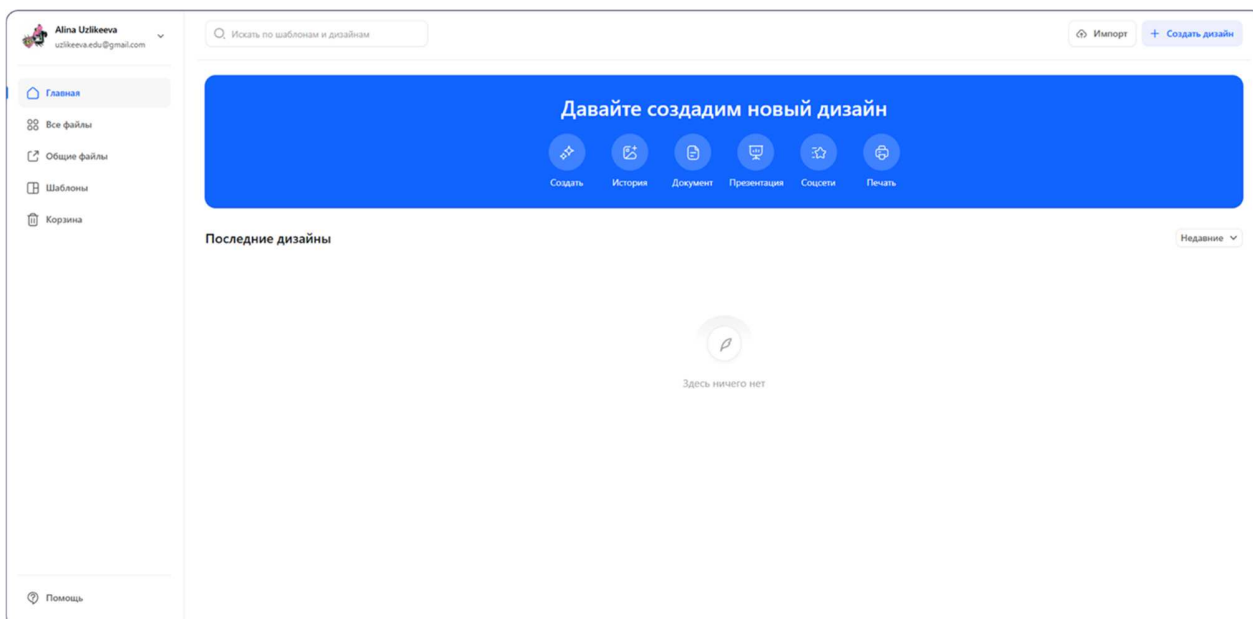 Alina Uzlikeeva
uzlikeeva.edu@gmail.com
Искать по шаблонам и дизайнам
Импорт
+ Создать дизайн
Главная
Все файлы
Общие файлы
Шаблоны
Корзина
Давайте создадим новый дизайн
Создать
История
Документ
Презентация
Соцсети
Печать
Последние дизайны
Недавние
Здесь ничего нет
Помощь